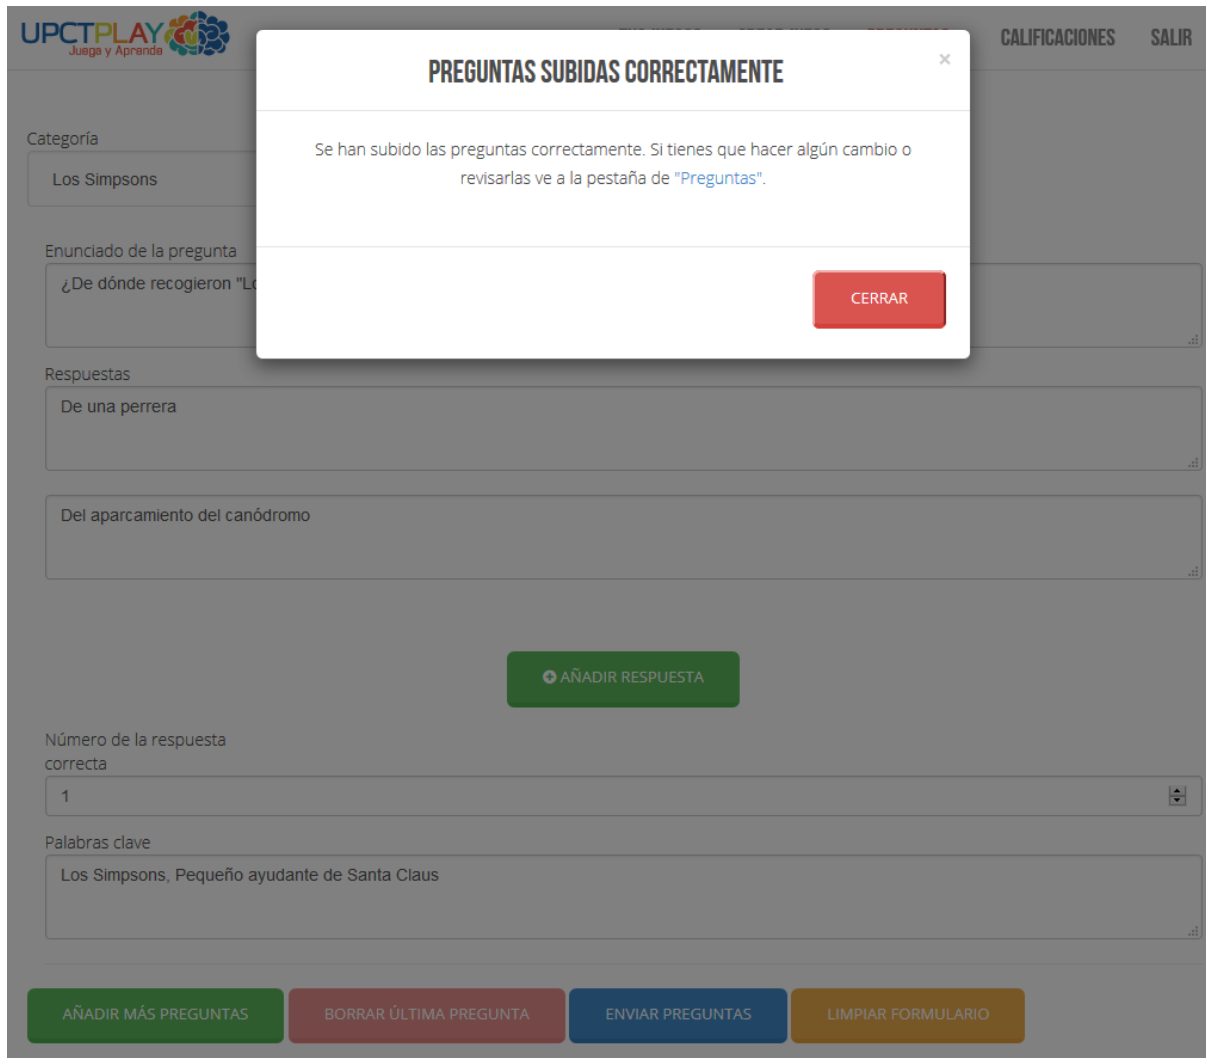 UPCTPLAY
Juega y Aprende
CALIFICACIONES SALIR
PREGUNTAS SUBIDAS CORRECTAMENTE
×
Se han subido las preguntas correctamente. Si tienes que hacer algún cambo o
revisarlas ve a la pestaña de "Preguntas".
CERRAR
Categoría
Los Simpsons
Enunciado de la pregunta
¿De dónde recogieron
Respuestas
De una perrera
Del aparcamiento del canódromo
AÑADIR RESPUESTA
Número de la respuesta
correcta
1
Palabras clave
Los Simpsons, Pequeño ayudante de Santa Claus
AÑADIR MÁS PREGUNTAS BORRAR ÚLTIMA PREGUNTA ENVIAR PREGUNTAS LIMPIAR FORMULARIO